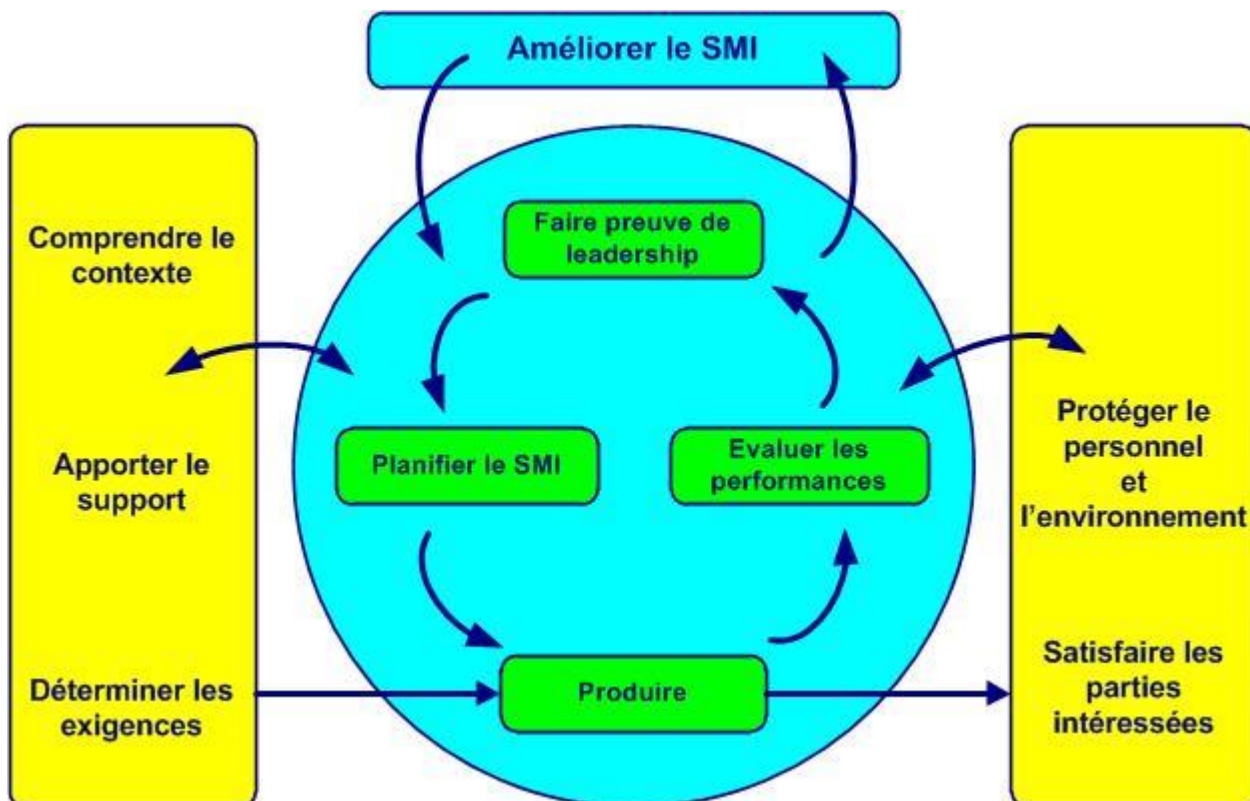 Améliorer le SMI
Comprendre le
contexte
Apporter le
support
Déterminer les
exigences
Faire preuve de
leadership
Planifier le SMI
Evaluer les
performances
Produire
Protéger le
personnel
et
l'environnement
Satisfaire les
parties
intéressées